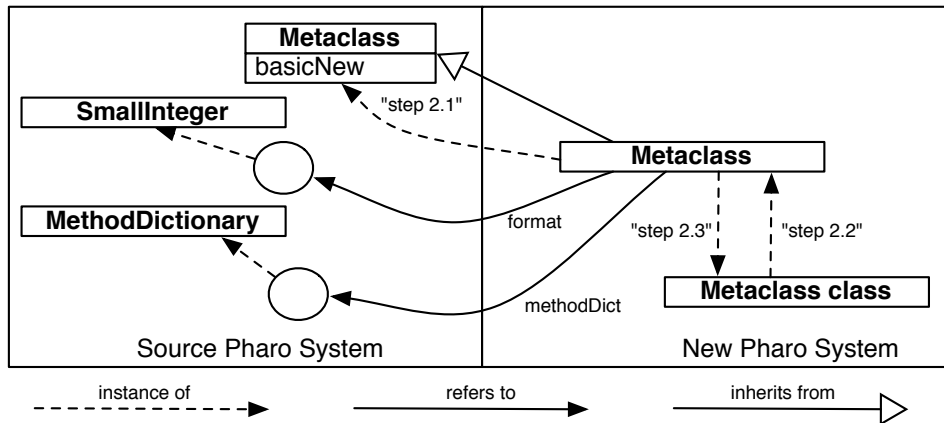 Metaclass
basicNew
"step 2.1"
SmallInteger
Metaclass
MethodDictionary
format
"step 2.3"
"step 2.2"
Metaclass class
methodDict
Source Pharo System
New Pharo System
instance of
refers to
inherits from